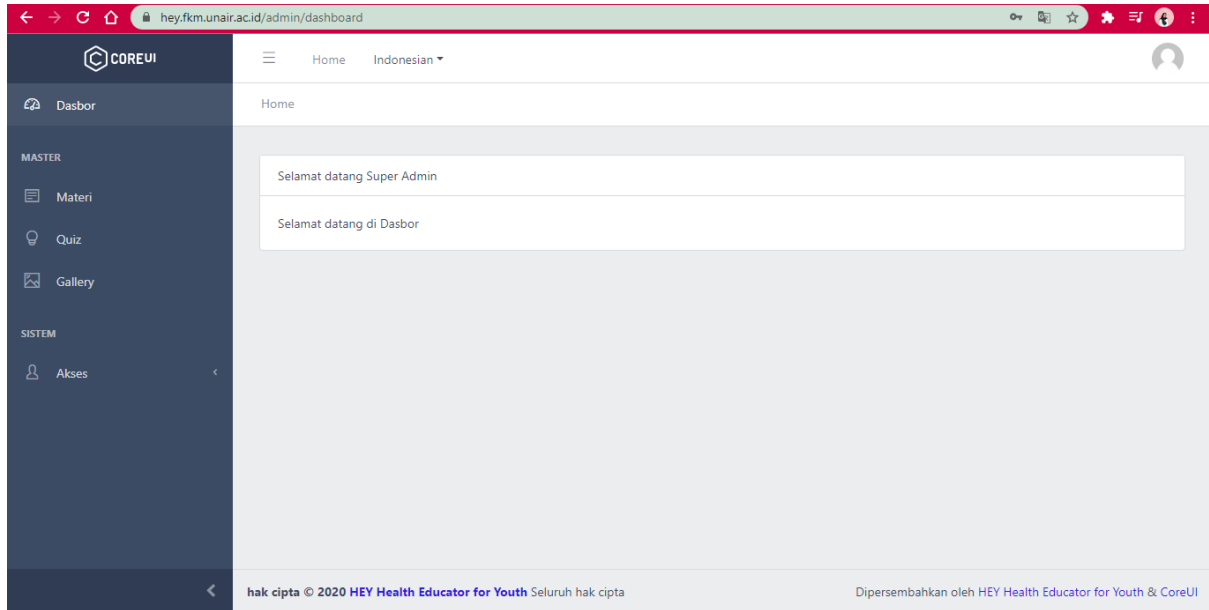 hey.fkm.unair.ac.id/admin/dashboard
COREUI
Home Indonesian
Dasbor
Home
MASTER
Selamat datang Super Admin
Materi
Selamat datang di Dasbor
Quiz
Gallery
SISTEM
Akses
hak cipta © 2020 HEY Health Educator for Youth Seluruh hak cipta
Dipersembahkan oleh HEY Health Educator for Youth & CoreUI